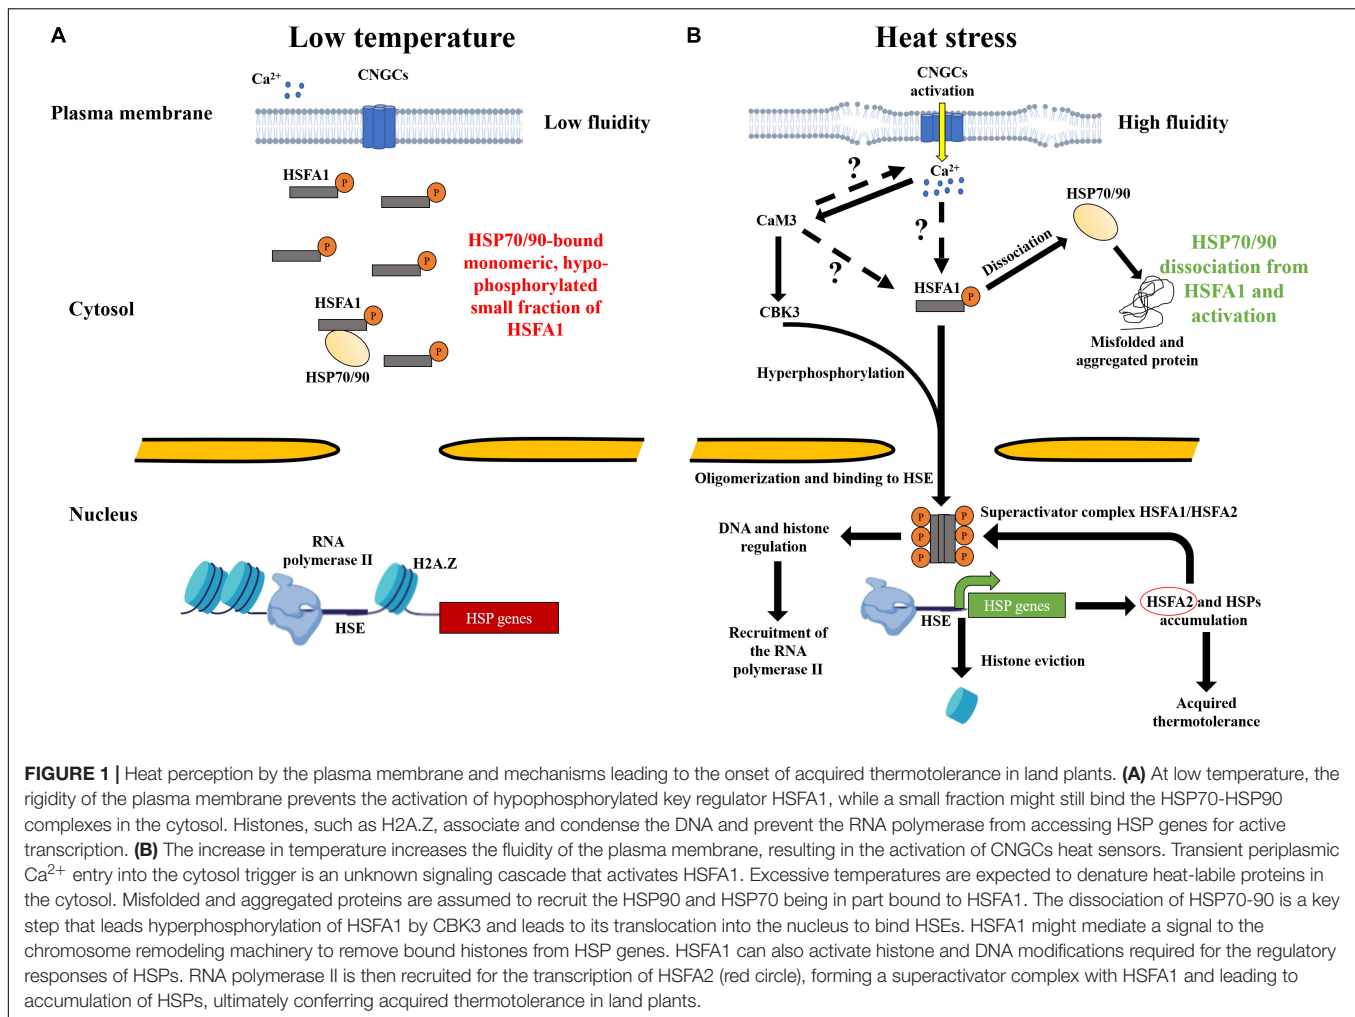 A
Low temperature
Ca²⁺
CNGCs
Plasma membrane
Low fluidity
HSFA1
P
P
P
P
HSP70/90-bound
monomeric, hypo-
phosphorylated
small fraction of
HSFA1
Cytosol
HSFA1
P
P
HSP70/90
Nucleus
RNA
polymerase II
H2A.Z
HSE
HSP genes
B
Heat stress
CNGCs
activation
High fluidity
?
Ca²⁺
HSP70/90
CaM3
?
?
Dissociation
HSP70/90
dissociation from
HSFA1 and
activation
HSFA1
P
CBK3
Misfolded and
aggregated protein
Hyperphosphorylation
Oligomerization and binding to HSE
P
P
P
P
P
P
Superactivator complex HSFA1/HSFA2
DNA and histone
regulation
HSE
HSP genes
HSFA2 and HSPs
accumulation
Recruitment of
the RNA
polymerase II
Histone eviction
Acquired
thermotolerance
FIGURE 1 | Heat perception by the plasma membrane and mechanisms leading to the onset of acquired thermotolerance in land plants. (A) At low temperature, the
rigidity of the plasma membrane prevents the activation of hypophosphorylated key regulator HSFA1, while a small fraction might still bind the HSP70-HSP90
complexes in the cytosol. Histones, such as H2A.Z, associate and condense the DNA and prevent the RNA polymerase from accessing HSP genes for active
transcription. (B) The increase in temperature increases the fluidity of the plasma membrane, resulting in the activation of CNGCs heat sensors. Transient periplasmic
Ca²⁺ entry into the cytosol trigger is an unknown signaling cascade that activates HSFA1. Excessive temperatures are expected to denature heat-labile proteins in
the cytosol. Misfolded and aggregated proteins are assumed to recruit the HSP90 and HSP70 being in part bound to HSFA1. The dissociation of HSP70-90 is a key
step that leads hyperphosphorylation of HSFA1 by CBK3 and leads to its translocation into the nucleus to bind HSEs. HSFA1 might mediate a signal to the
chromosome remodeling machinery to remove bound histones from HSP genes. HSFA1 can also activate histone and DNA modifications required for the regulatory
responses of HSPs. RNA polymerase II is then recruited for the transcription of HSFA2 (red circle), forming a superactivator complex with HSFA1 and leading to
accumulation of HSPs, ultimately conferring acquired thermotolerance in land plants.